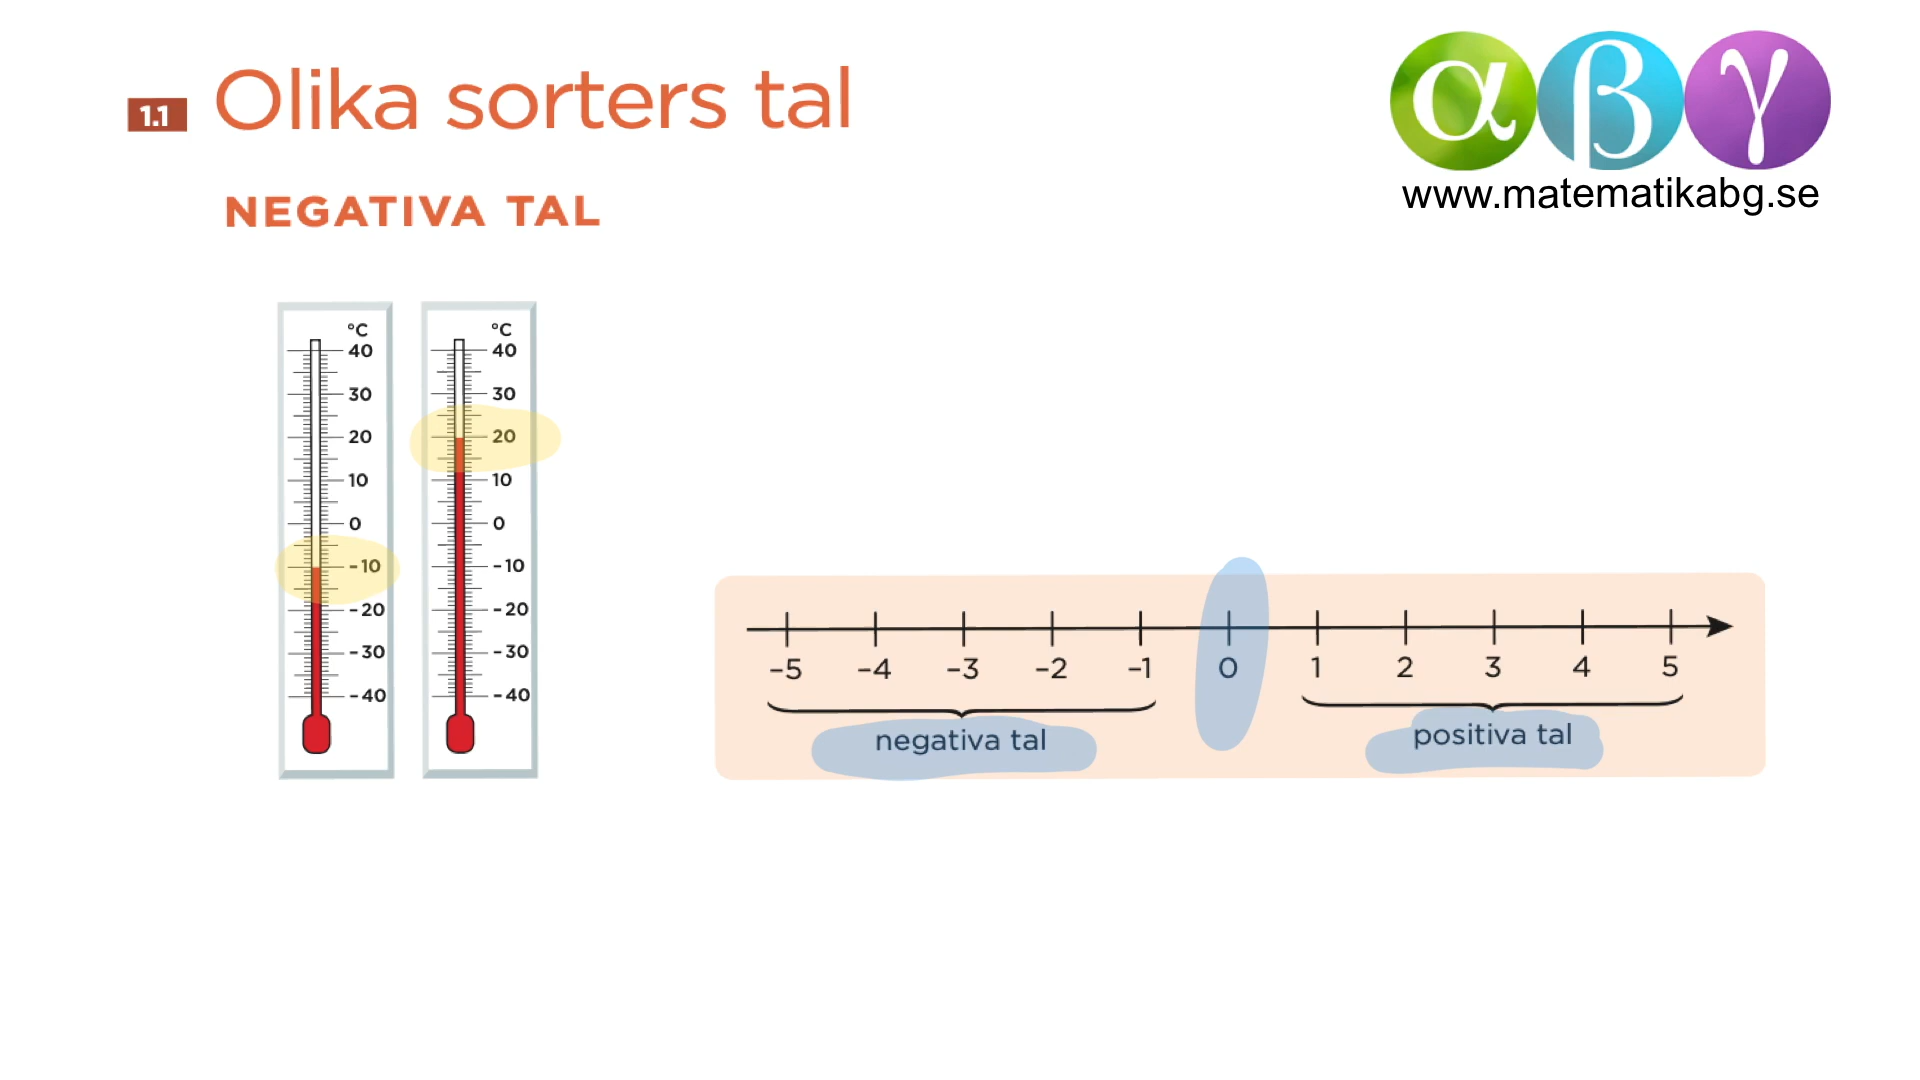 1.1 Olika sorters tal
α β γ
www.matematikabg.se
NEGATIVA TAL
°C
40
30
20
10
0
-10
-20
-30
-40
°C
40
30
20
10
0
-10
-20
-30
-40
–5 –4 –3 –2 –1 0 1 2 3 4 5
negativa tal
positiva tal